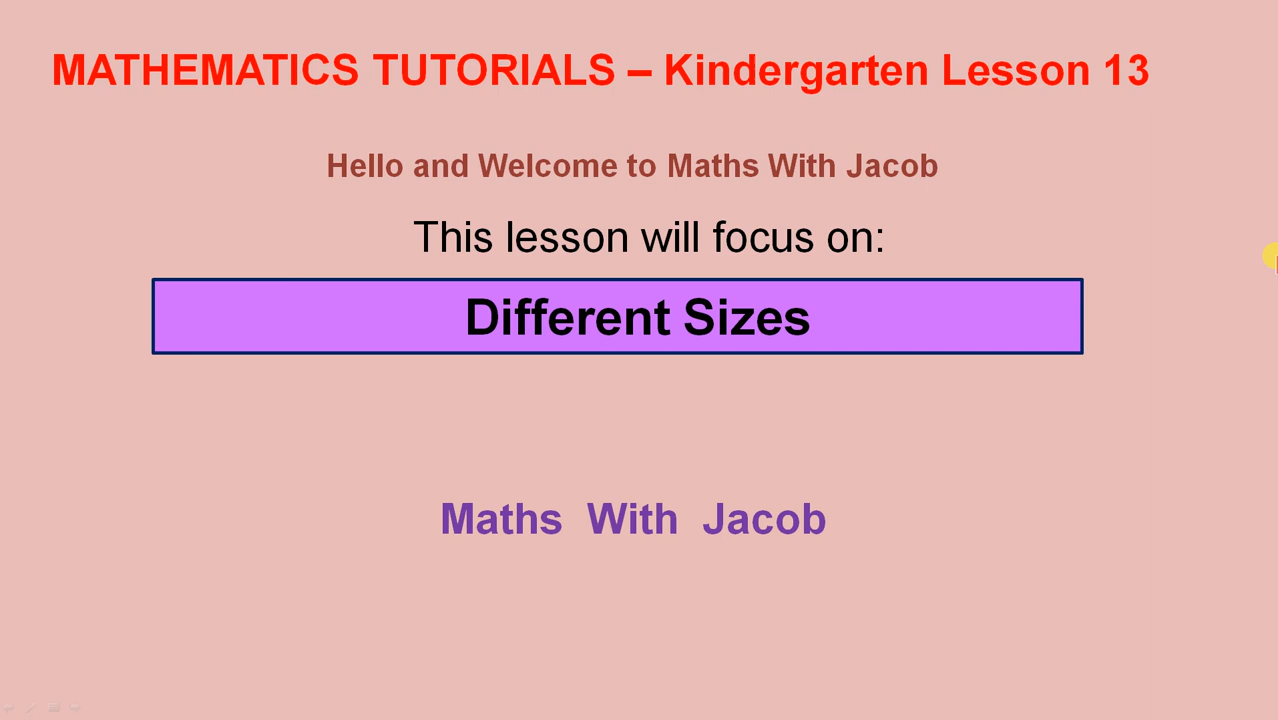 MATHEMATICS TUTORIALS – Kindergarten Lesson 13
Hello and Welcome to Maths With Jacob
This lesson will focus on:
Different Sizes
Maths With Jacob